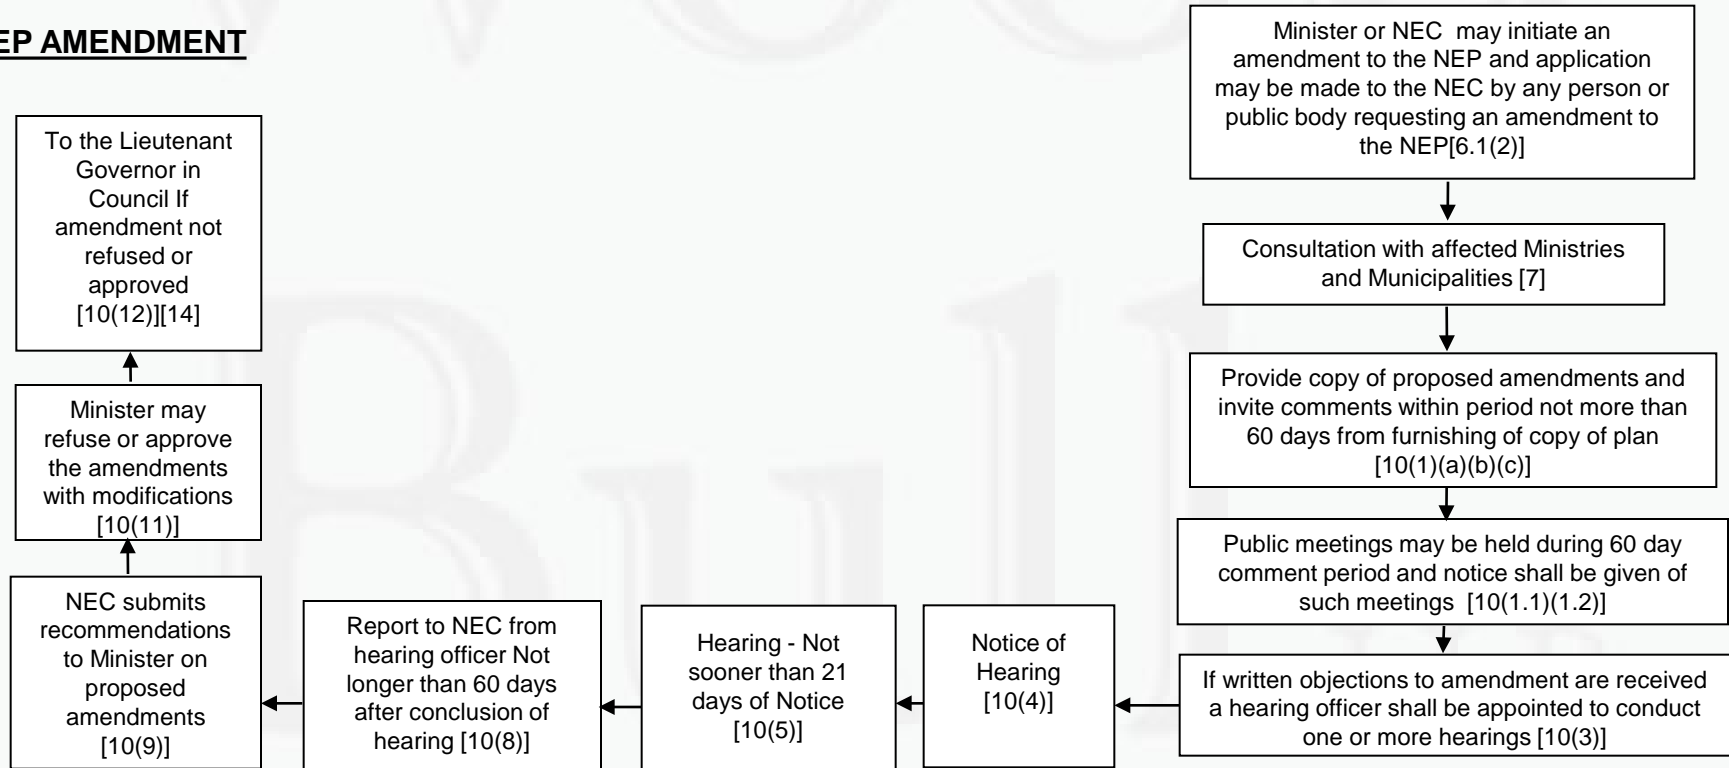 EP AMENDMENT
Minister or NEC may initiate an
amendment to the NEP and application
may be made to the NEC by any person or
public body requesting an amendment to
the NEP[6.1(2)]
Consultation with affected Ministries
and Municipalities [7]
Provide copy of proposed amendments and
invite comments within period not more than
60 days from furnishing of copy of plan
[10(1)(a)(b)(c)]
Public meetings may be held during 60 day
comment period and notice shall be given of
such meetings [10(1.1)(1.2)]
If written objections to amendment are received
a hearing officer shall be appointed to conduct
one or more hearings [10(3)]
Notice of
Hearing
[10(4)]
Hearing - Not
sooner than 21
days of Notice
[10(5)]
Report to NEC from
hearing officer Not
longer than 60 days
after conclusion of
hearing [10(8)]
NEC submits
recommendations
to Minister on
proposed
amendments
[10(9)]
Minister may
refuse or approve
the amendments
with modifications
[10(11)]
To the Lieutenant
Governor in
Council If
amendment not
refused or
approved
[10(12)][14]